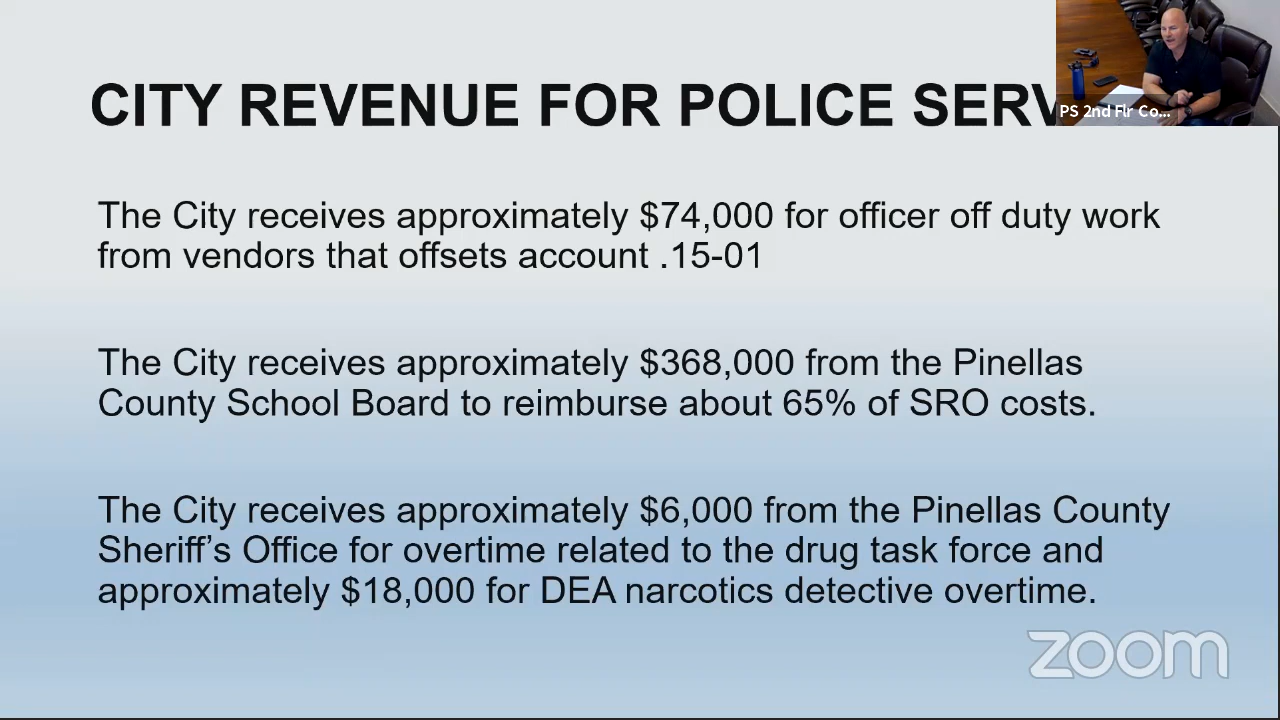 CITY REVENUE FOR POLICE SERV
PS 2nd Flr Co...
The City receives approximately $74,000 for officer off duty work
from vendors that offsets account .15-01
The City receives approximately $368,000 from the Pinellas
County School Board to reimburse about 65% of SRO costs.
The City receives approximately $6,000 from the Pinellas County
Sheriff’s Office for overtime related to the drug task force and
approximately $18,000 for DEA narcotics detective overtime.
zoom